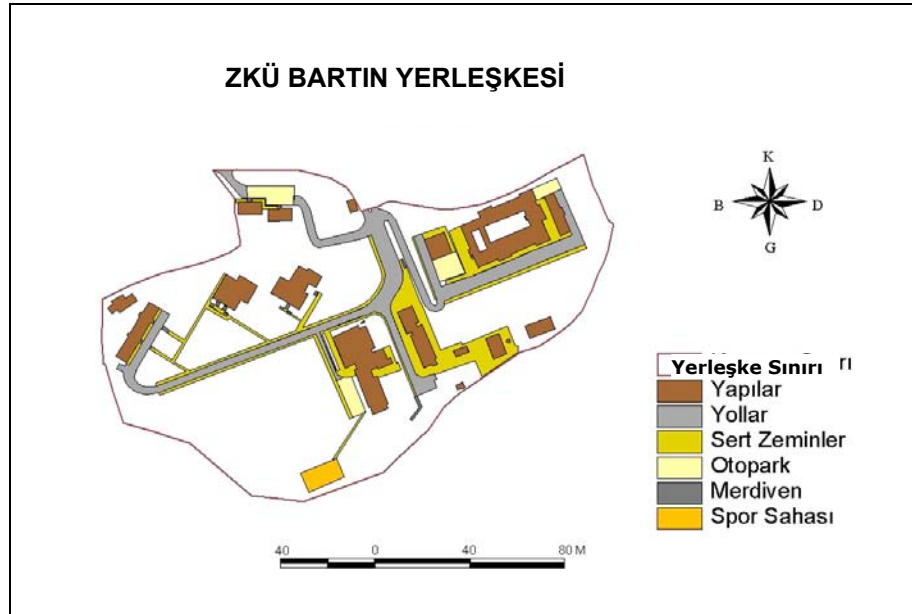 ZKÜ BARTIN YERLEŞKESİ
K
B D
G
Yerleşke Sınırı
Yapılar
Yollar
Sert Zeminler
Otopark
Merdiven
Spor Sahası
40 0 40 80 M